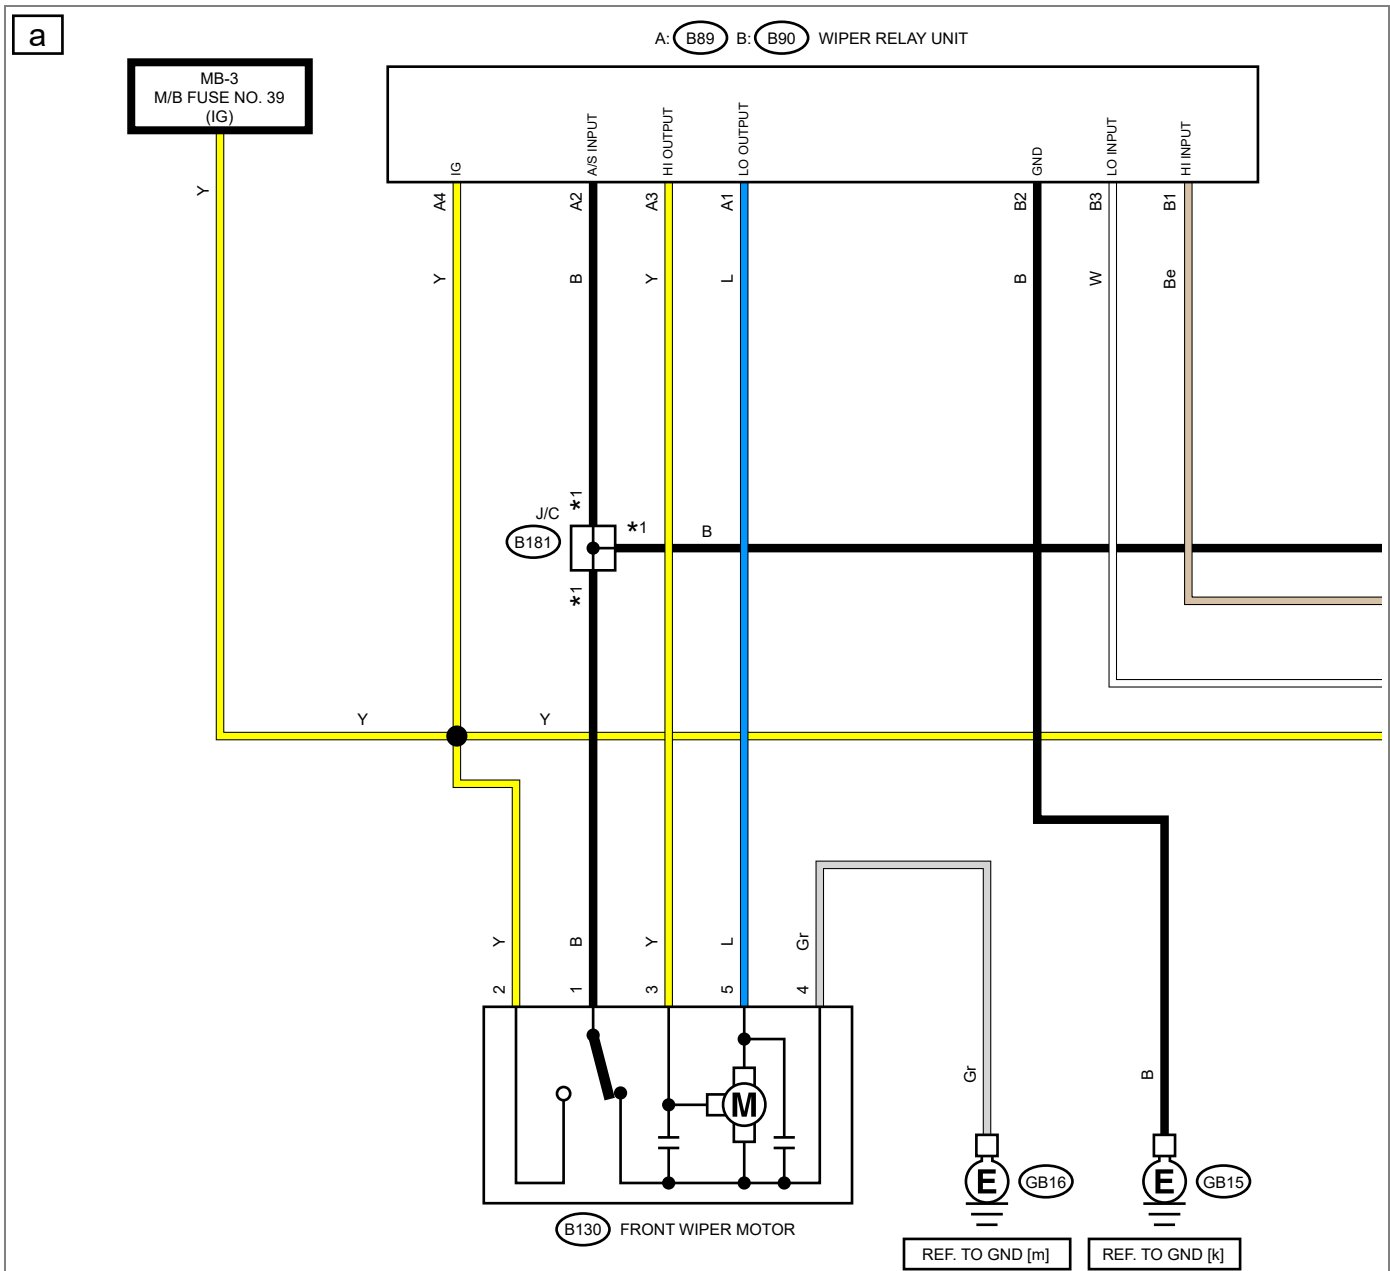 a
A: B89 B: B90 WIPER RELAY UNIT
MB-3
M/B FUSE NO. 39
(IG)
IG
A/S INPUT
HI OUTPUT
LO OUTPUT
GND
LO INPUT
HI INPUT
A4
A2
A3
A1
B2
B3
B1
Y
Y
B
Y
L
B
W
Be
J/C
B181
*1
*1
*1
B
Y
Y
Y
B
Y
L
Gr
2
1
3
5
4
Gr
B
M
E
GB16
E
GB15
B130 FRONT WIPER MOTOR
REF. TO GND [m]
REF. TO GND [k]